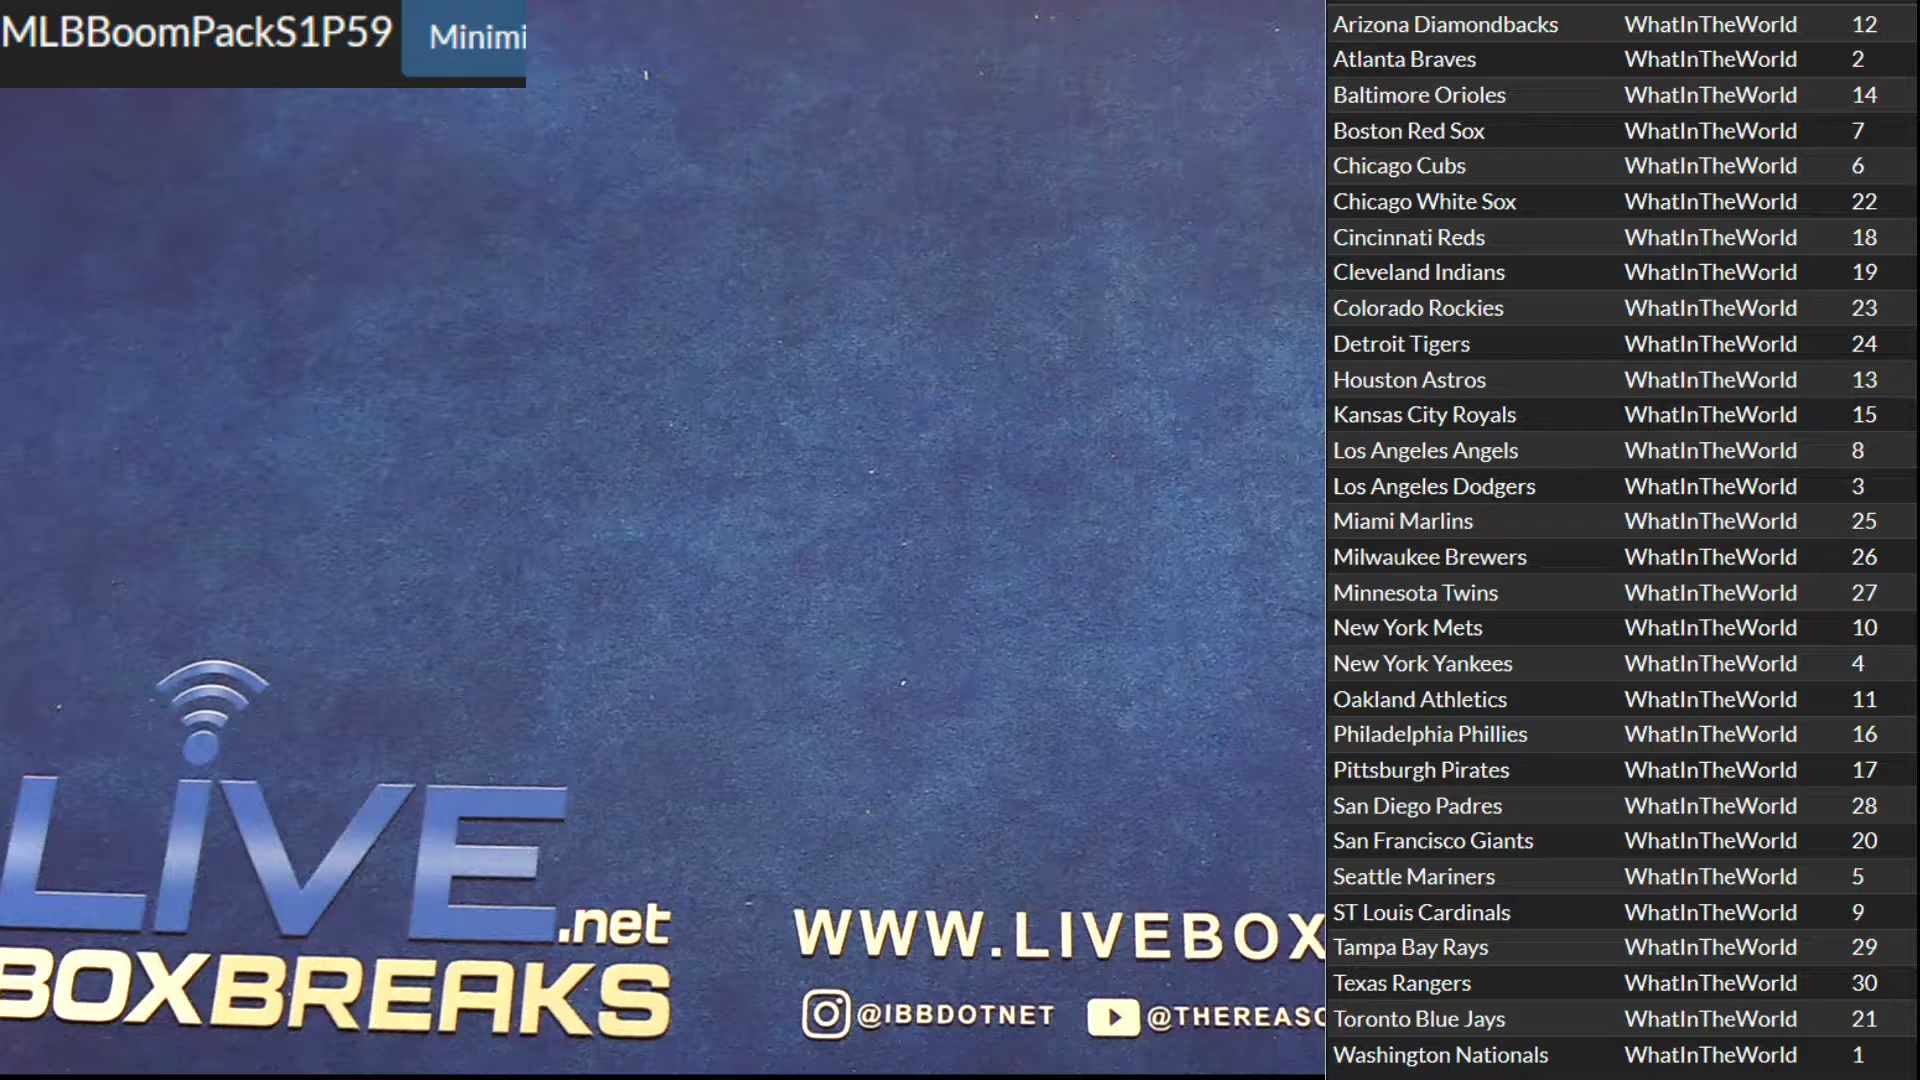 MLBBoomPackS1P59 Minimi
Arizona Diamondbacks WhatInTheWorld 12
Atlanta Braves WhatInTheWorld 2
Baltimore Orioles WhatInTheWorld 14
Boston Red Sox WhatInTheWorld 7
Chicago Cubs WhatInTheWorld 6
Chicago White Sox WhatInTheWorld 22
Cincinnati Reds WhatInTheWorld 18
Cleveland Indians WhatInTheWorld 19
Colorado Rockies WhatInTheWorld 23
Detroit Tigers WhatInTheWorld 24
Houston Astros WhatInTheWorld 13
Kansas City Royals WhatInTheWorld 15
Los Angeles Angels WhatInTheWorld 8
Los Angeles Dodgers WhatInTheWorld 3
Miami Marlins WhatInTheWorld 25
Milwaukee Brewers WhatInTheWorld 26
Minnesota Twins WhatInTheWorld 27
New York Mets WhatInTheWorld 10
New York Yankees WhatInTheWorld 4
Oakland Athletics WhatInTheWorld 11
Philadelphia Phillies WhatInTheWorld 16
Pittsburgh Pirates WhatInTheWorld 17
San Diego Padres WhatInTheWorld 28
San Francisco Giants WhatInTheWorld 20
Seattle Mariners WhatInTheWorld 5
ST Louis Cardinals WhatInTheWorld 9
Tampa Bay Rays WhatInTheWorld 29
Texas Rangers WhatInTheWorld 30
Toronto Blue Jays WhatInTheWorld 21
Washington Nationals WhatInTheWorld 1
LIVE.net
BOXBREAKS
WWW.LIVEBOX
@IBBDOTNET @THEREASO